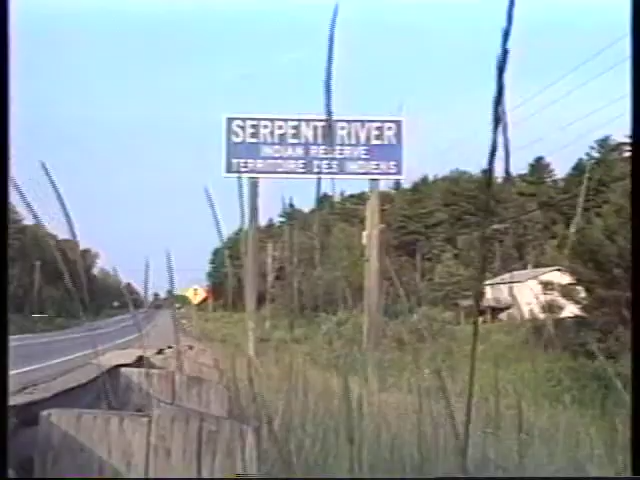 SERPENT RIVER
INDIAN RESERVE
TERRITOIRE DES INDIENS